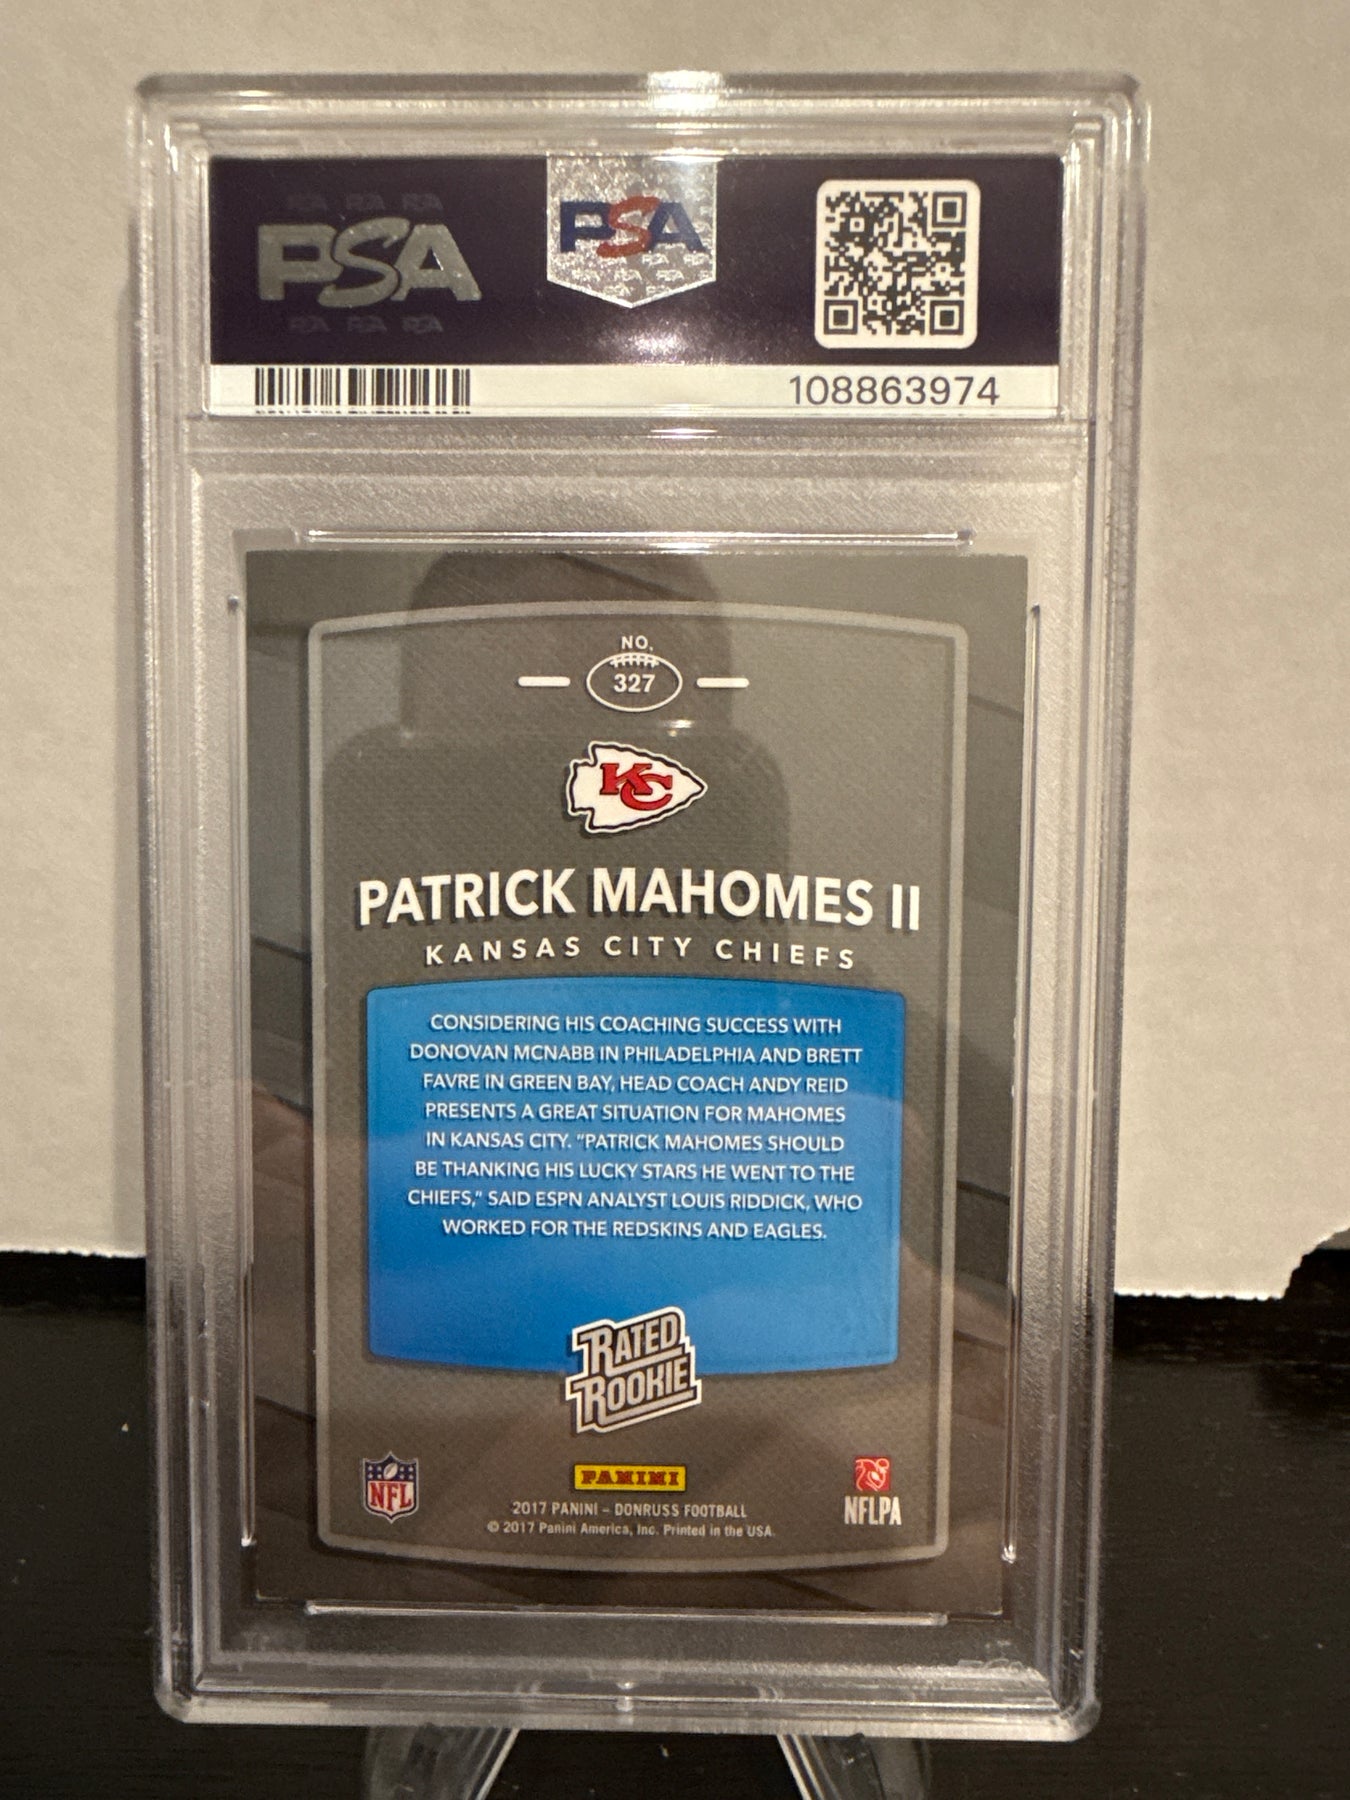 PSA
PSA
108863974
NO.
327
KC
PATRICK MAHOMES II
KANSAS CITY CHIEFS
CONSIDERING HIS COACHING SUCCESS WITH
DONOVAN MCNABB IN PHILADELPHIA AND BRETT
FAVRE IN GREEN BAY, HEAD COACH ANDY REID
PRESENTS A GREAT SITUATION FOR MAHOMES
IN KANSAS CITY. "PATRICK MAHOMES SHOULD
BE THANKING HIS LUCKY STARS HE WENT TO THE
CHIEFS," SAID ESPN ANALYST LOUIS RIDDICK, WHO
WORKED FOR THE REDSKINS AND EAGLES.
RATED
ROOKIE
NFL
PANINI
NFLPA
2017 PANINI – DONRUSS FOOTBALL
© 2017 Panini America, Inc. Printed in the USA.